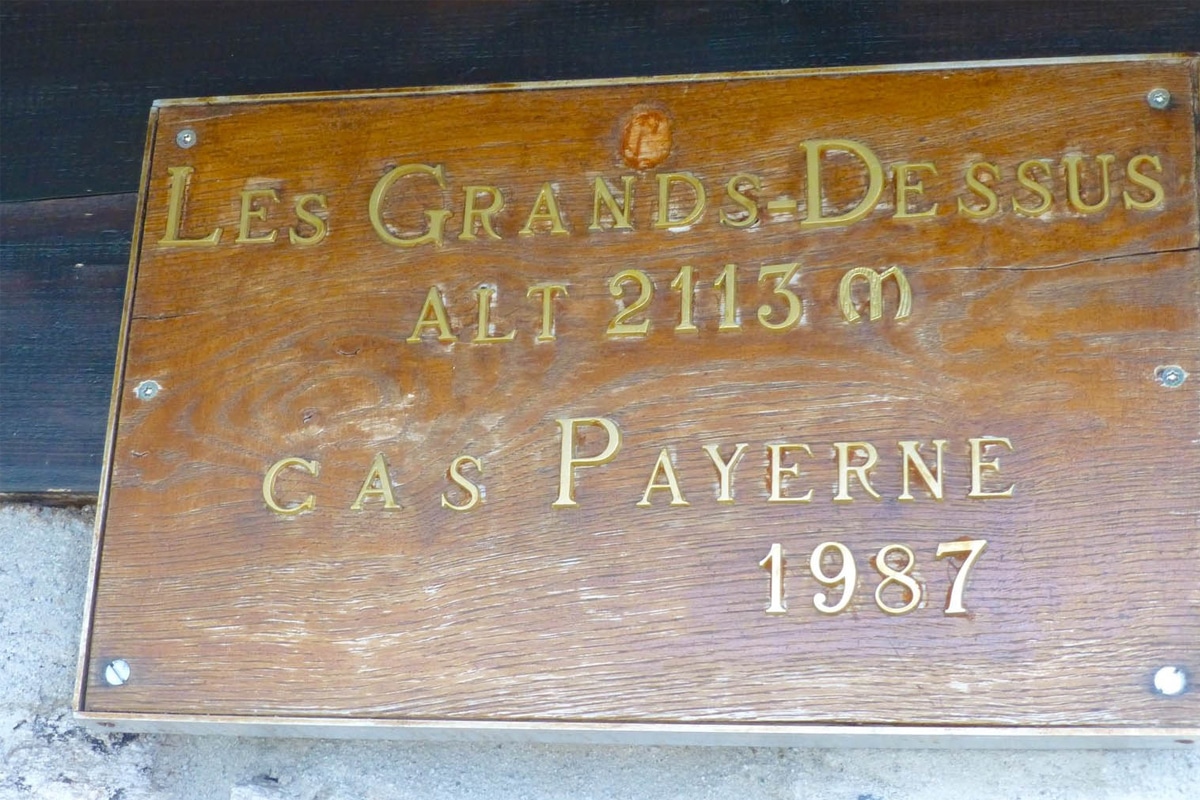 LES GRANDS-DESSUS
ALT 2113 M
CAS PAYERNE
1987